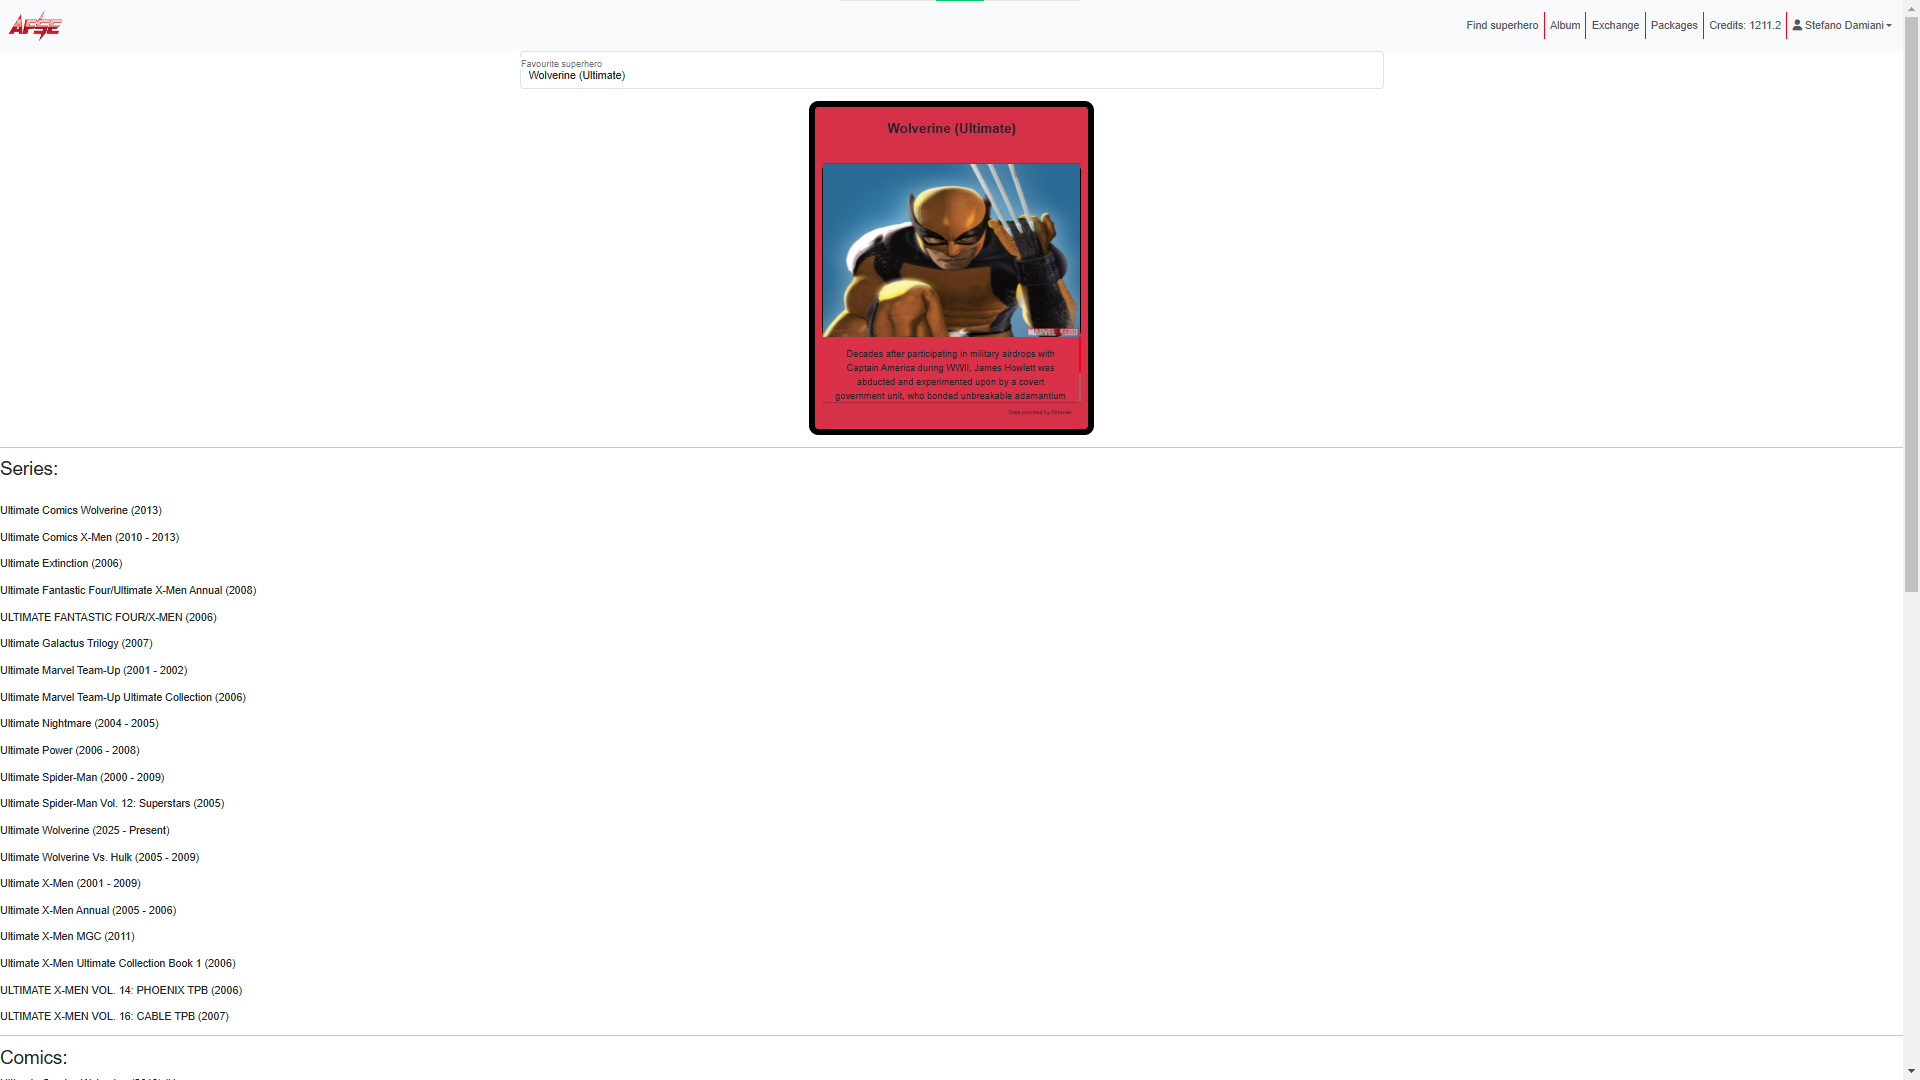 AFSE
Find superhero
Album
Exchange
Packages
Credits: 1211.2
Stefano Damiani
Favourite superhero
Wolverine (Ultimate)
Wolverine (Ultimate)
MARVEL
Decades after participating in military airdrops with
Captain America during WWII, James Howlett was
abducted and experimented upon by a covert
government unit, who bonded unbreakable adamantium
Data provided by ©Marvel
Series:
Ultimate Comics Wolverine (2013)
Ultimate Comics X-Men (2010 - 2013)
Ultimate Extinction (2006)
Ultimate Fantastic Four/Ultimate X-Men Annual (2008)
ULTIMATE FANTASTIC FOUR/X-MEN (2006)
Ultimate Galactus Trilogy (2007)
Ultimate Marvel Team-Up (2001 - 2002)
Ultimate Marvel Team-Up Ultimate Collection (2006)
Ultimate Nightmare (2004 - 2005)
Ultimate Power (2006 - 2008)
Ultimate Spider-Man (2000 - 2009)
Ultimate Spider-Man Vol. 12: Superstars (2005)
Ultimate Wolverine (2025 - Present)
Ultimate Wolverine Vs. Hulk (2005 - 2009)
Ultimate X-Men (2001 - 2009)
Ultimate X-Men Annual (2005 - 2006)
Ultimate X-Men MGC (2011)
Ultimate X-Men Ultimate Collection Book 1 (2006)
ULTIMATE X-MEN VOL. 14: PHOENIX TPB (2006)
ULTIMATE X-MEN VOL. 16: CABLE TPB (2007)
Comics: